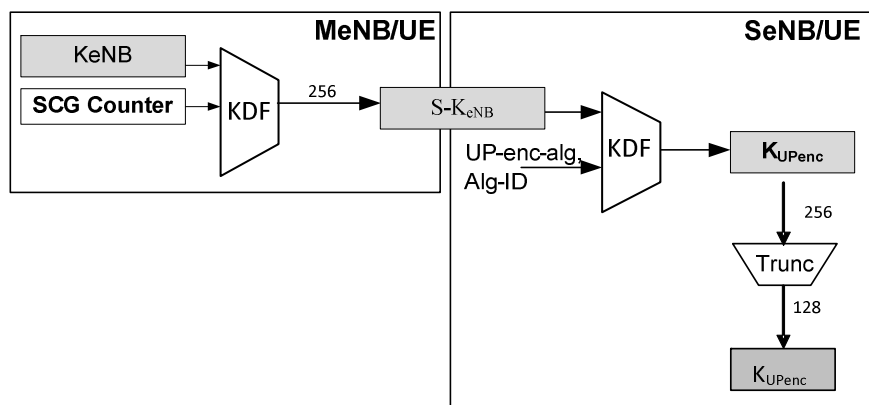 MeNB/UE
KeNB
SCG Counter
KDF
256
S-KeNB
SeNB/UE
UP-enc-alg,
Alg-ID
KDF
KUPenc
256
Trunc
128
KUPenc